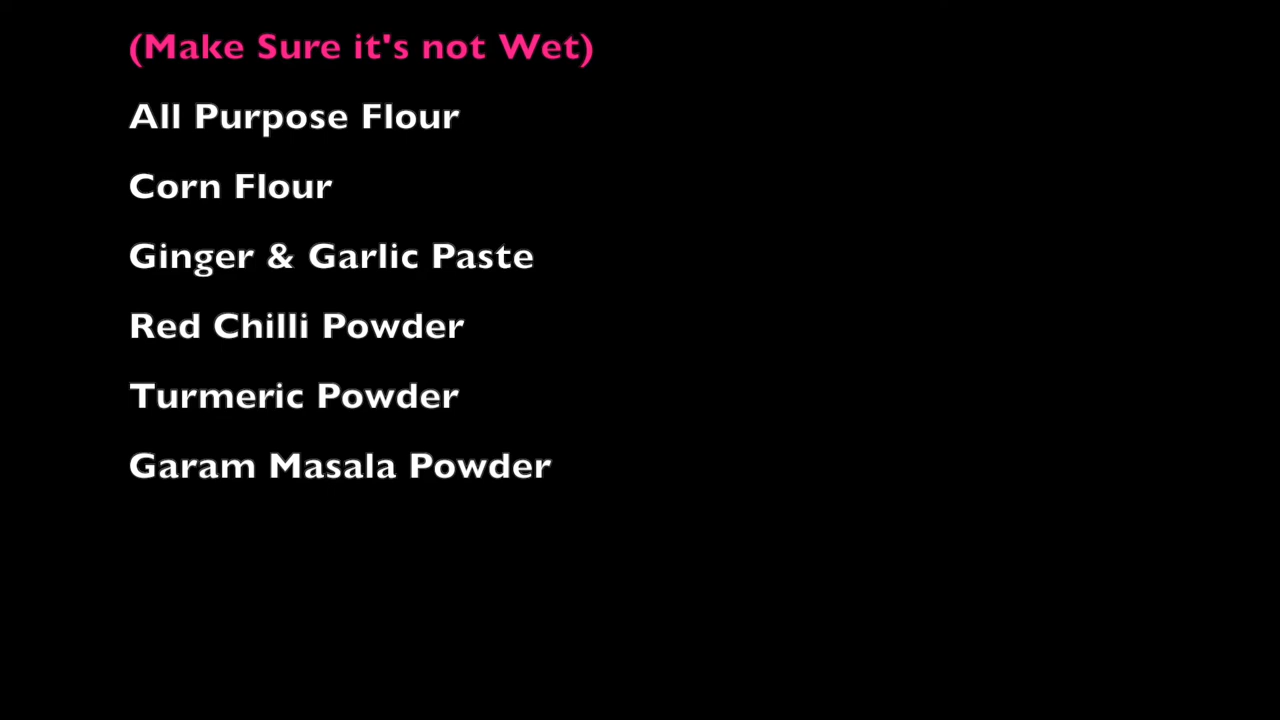 (Make Sure it's not Wet)
All Purpose Flour
Corn Flour
Ginger & Garlic Paste
Red Chilli Powder
Turmeric Powder
Garam Masala Powder